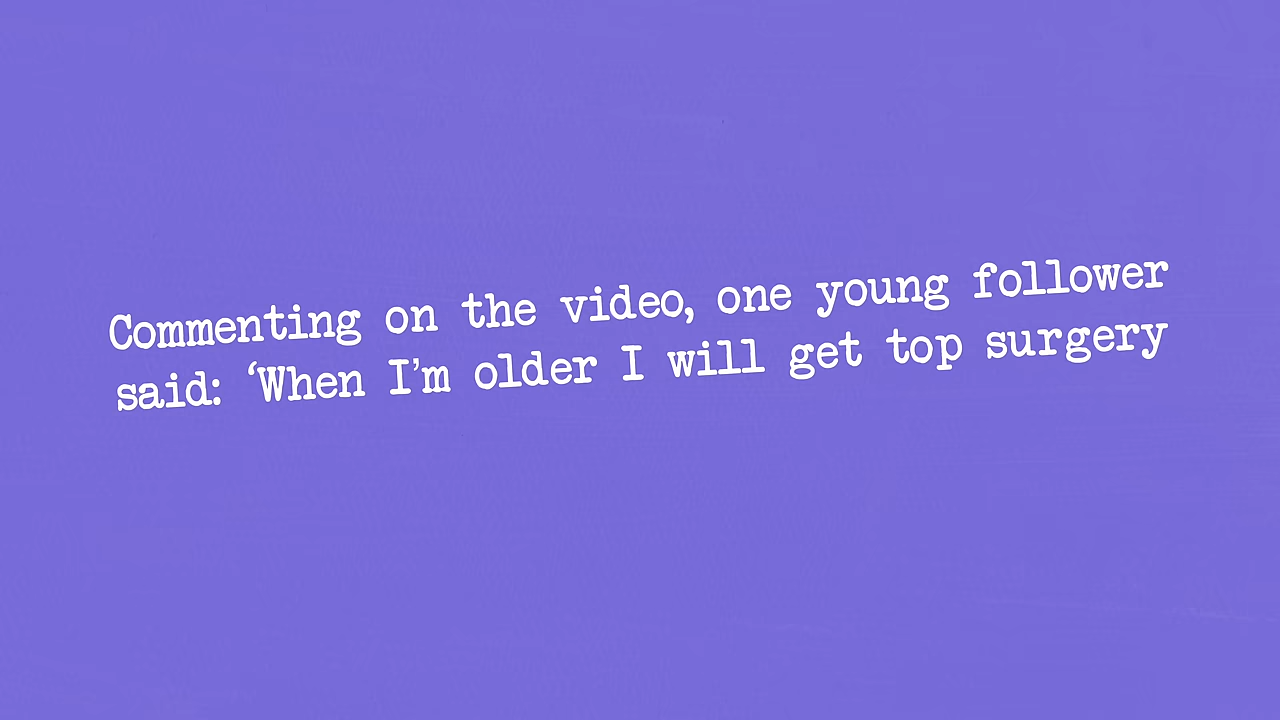 Commenting on the video, one young follower
said: ‘When I’m older I will get top surgery